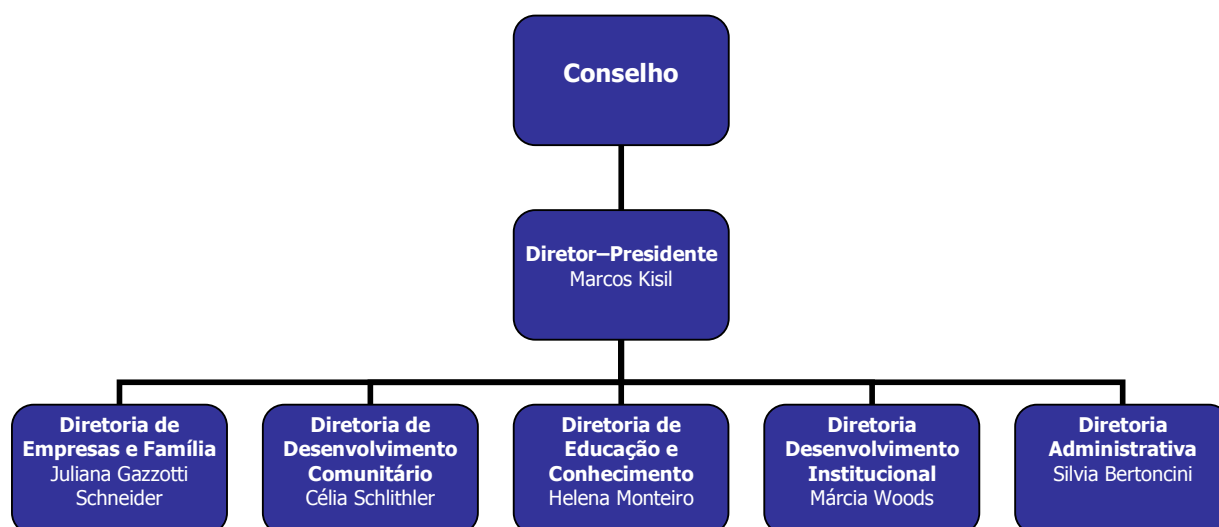 Conselho
Diretor–Presidente
Marcos Kisil
Diretoria de
Empresas e Família
Juliana Gazzotti
Schneider
Diretoria de
Desenvolvimento
Comunitário
Célia Schlithler
Diretoria de
Educação e
Conhecimento
Helena Monteiro
Diretoria
Desenvolvimento
Institucional
Márcia Woods
Diretoria
Administrativa
Silvia Bertoncini